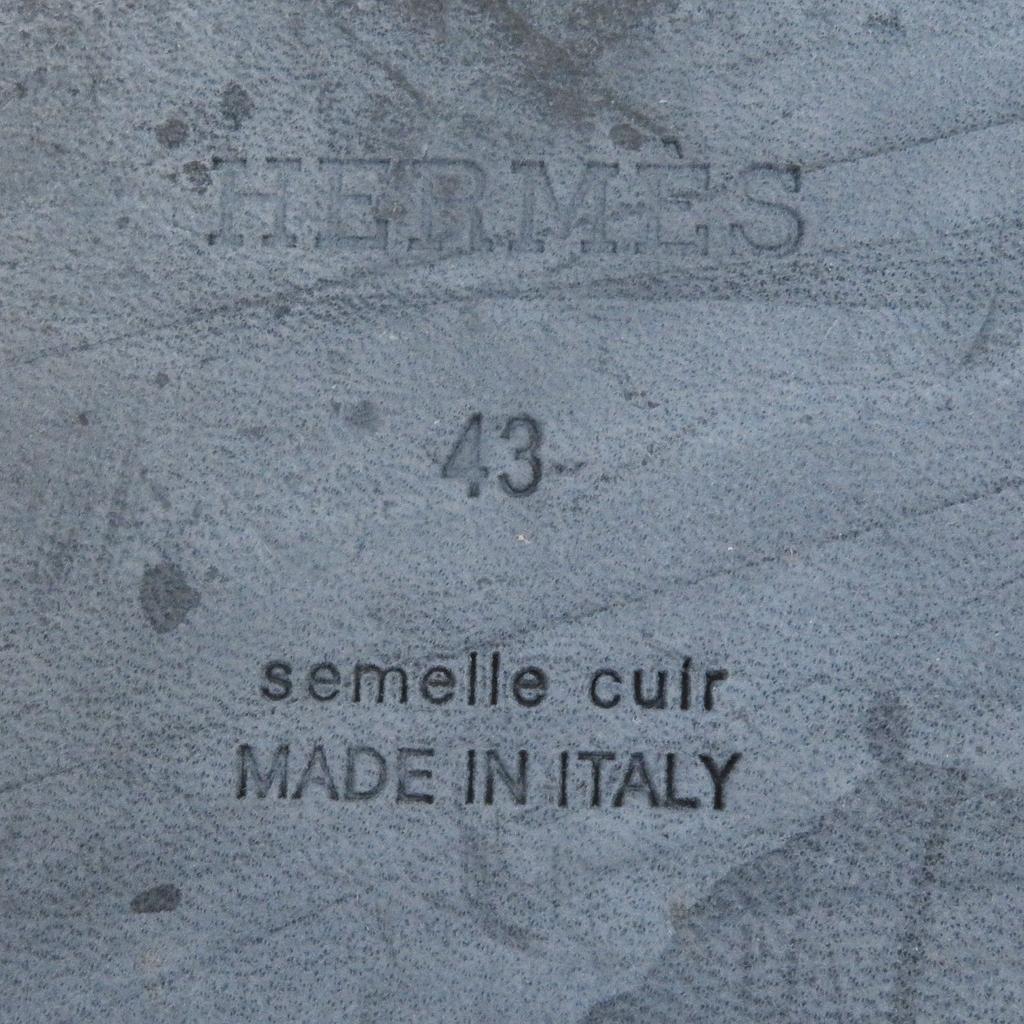 HERMÈS
43
semelle cuir
MADE IN ITALY